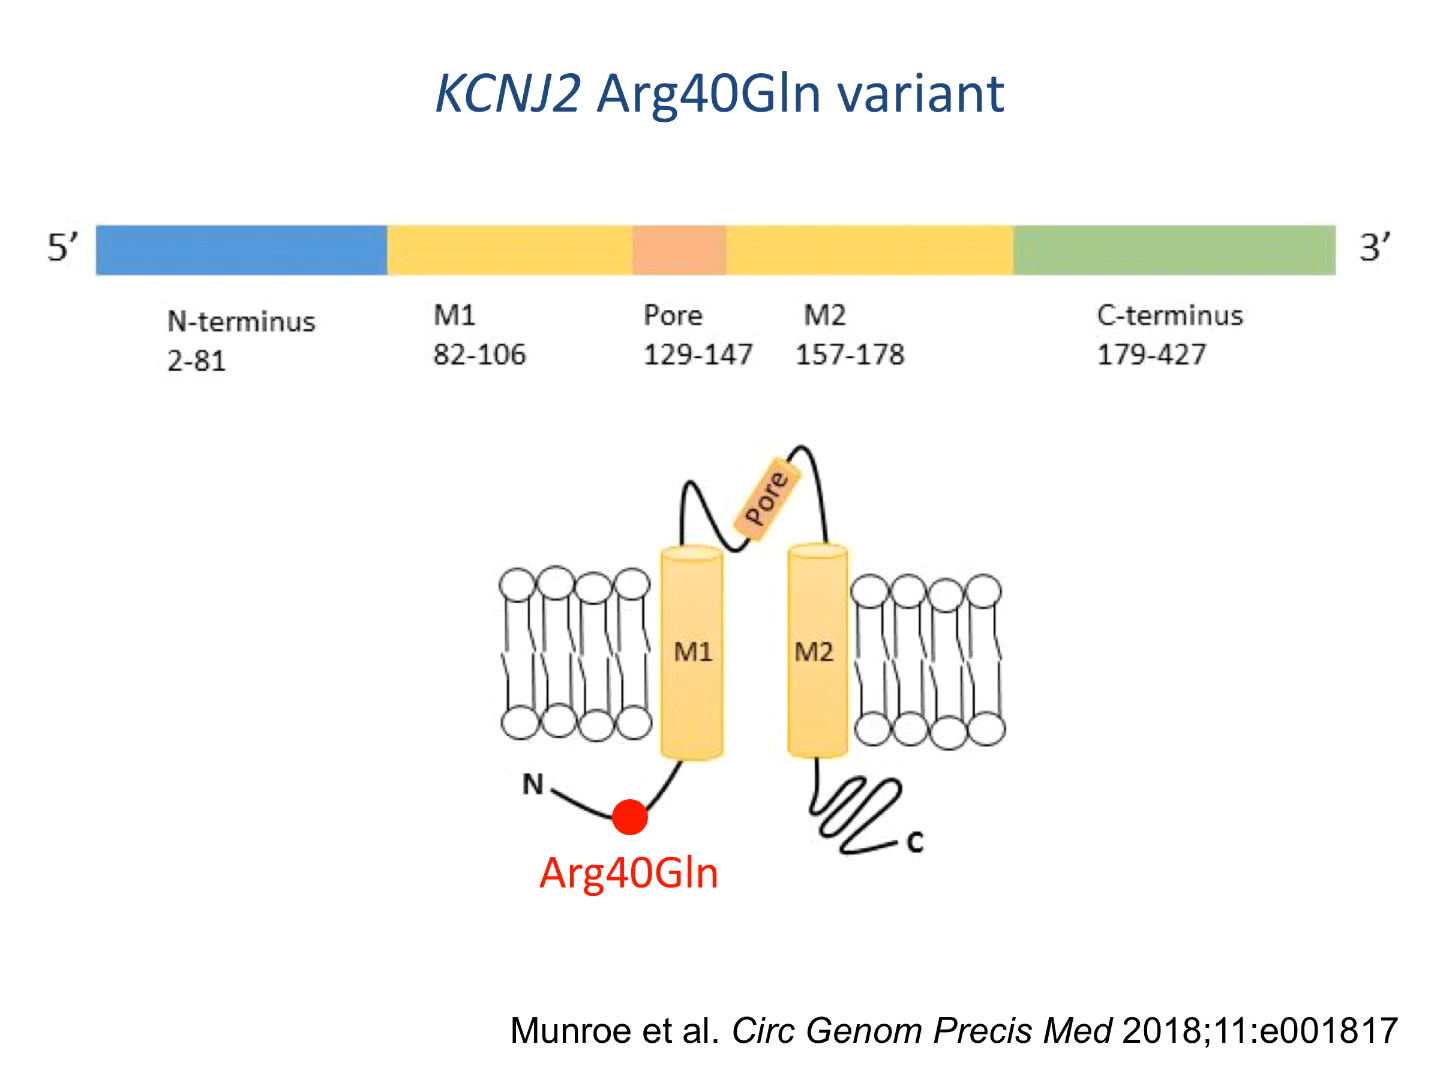 KCNJ2 Arg40Gln variant
5’
3’
N-terminus
2-81
M1
82-106
Pore
129-147
M2
157-178
C-terminus
179-427
Pore
M1
M2
N
C
Arg40Gln
Munroe et al. Circ Genom Precis Med 2018;11:e001817